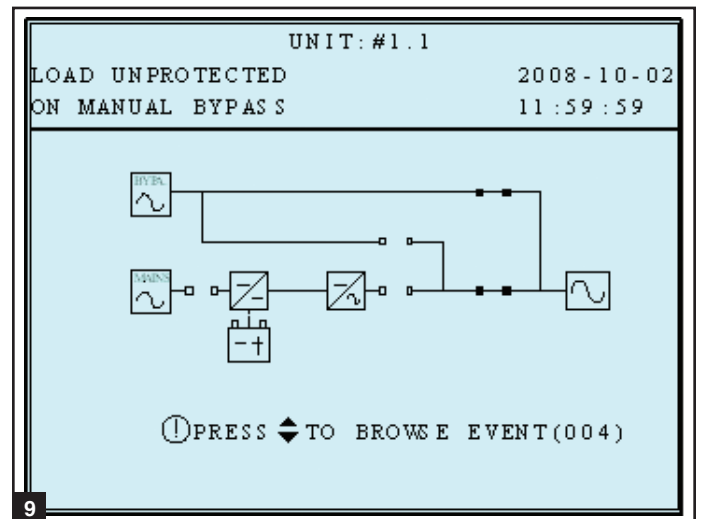 UNIT:#1.1
LOAD UNPROTECTED 2008-10-02
ON MANUAL BYPASS 11:59:59
BYPA.
MAINS
PRESS TO BROWSE EVENT(004)
9